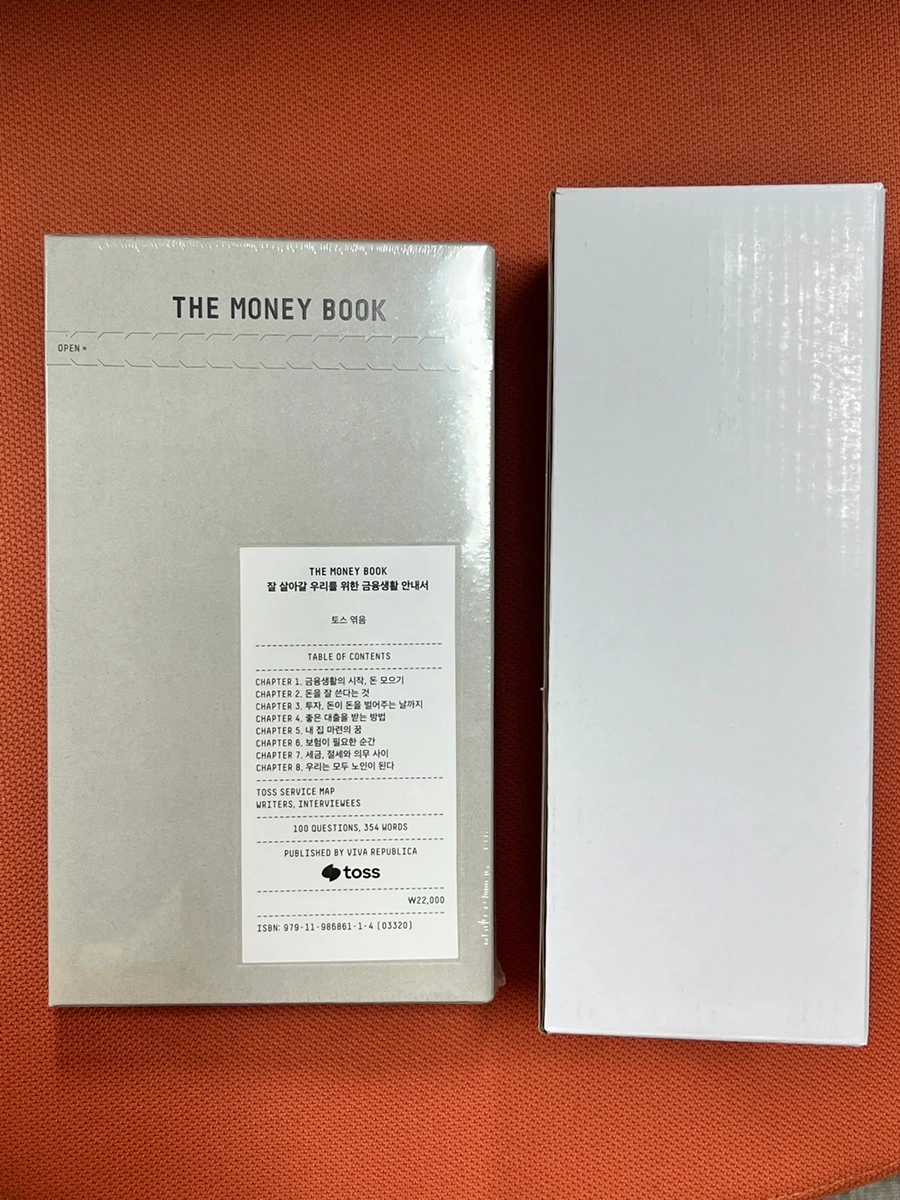 THE MONEY BOOK
OPEN »
THE MONEY BOOK
잘 살아갈 우리를 위한 금융생활 안내서
토스 엮음
TABLE OF CONTENTS
CHAPTER 1. 금융생활의 시작, 돈 모으기
CHAPTER 2. 돈을 잘 쓴다는 것
CHAPTER 3. 투자, 돈이 돈을 벌어주는 날까지
CHAPTER 4. 좋은 대출을 받는 방법
CHAPTER 5. 내 집 마련의 꿈
CHAPTER 6. 보험이 필요한 순간
CHAPTER 7. 세금, 절세와 의무 사이
CHAPTER 8. 우리는 모두 노인이 된다
TOSS SERVICE MAP
WRITERS, INTERVIEWEES
100 QUESTIONS, 354 WORDS
PUBLISHED BY VIVA REPUBLICA
toss
₩22,000
ISBN: 979-11-986861-1-4 (03320)